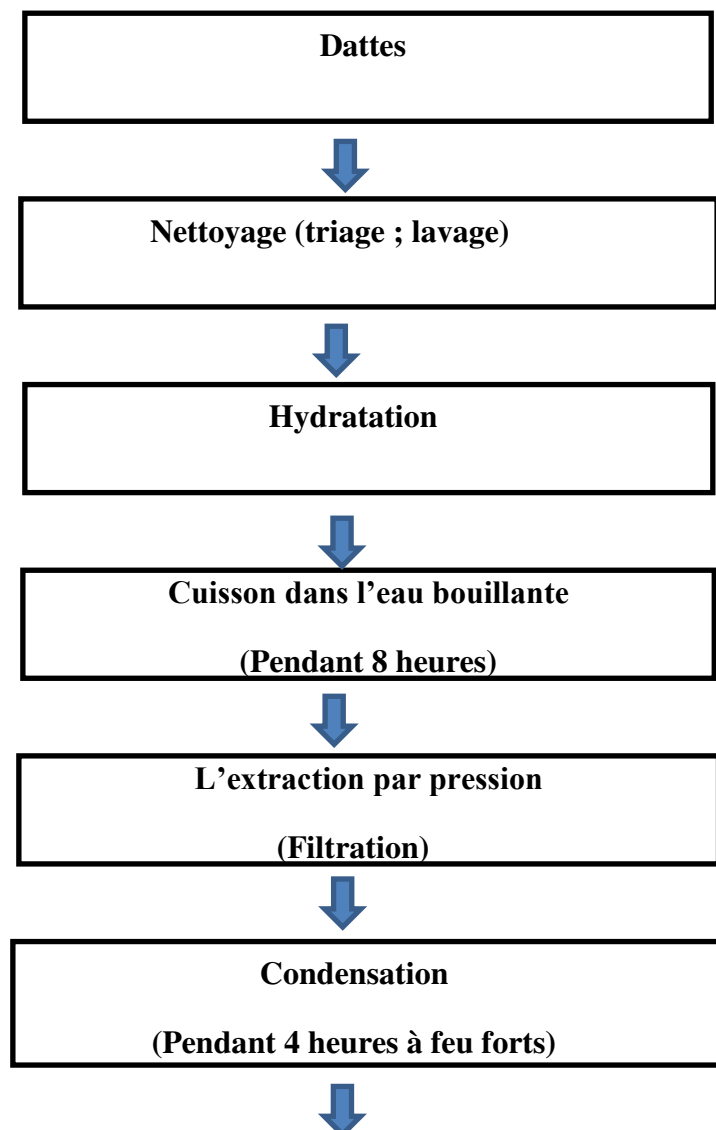 Dattes
Nettoyage (triage ; lavage)
Hydratation
Cuisson dans l’eau bouillante
(Pendant 8 heures)
L’extraction par pression
(Filtration)
Condensation
(Pendant 4 heures à feu forts)